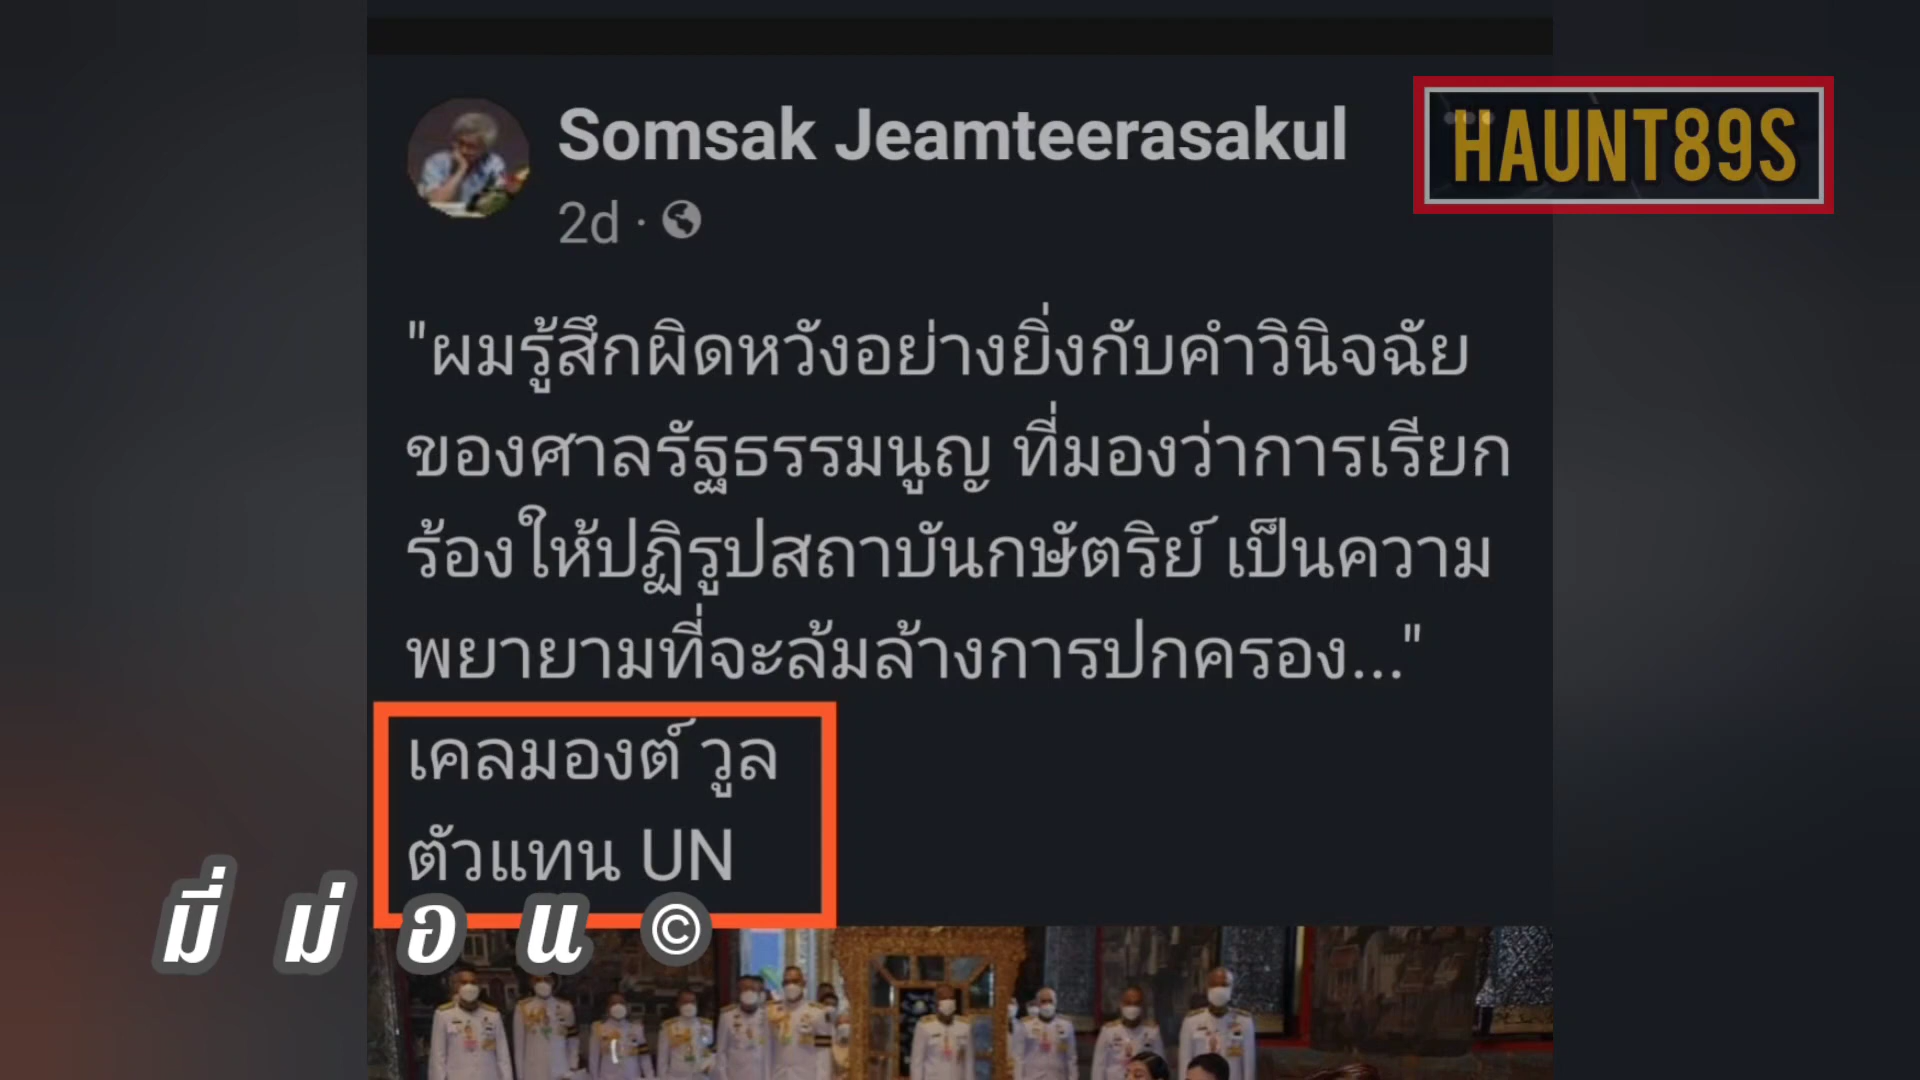 Somsak Jeamteerasakul
HAUNT89S
2d ·
"ผมรู้สึกผิดหวังอย่างยิ่งกับคำวินิจฉัย
ของศาลรัฐธรรมนูญ ที่มองว่าการเรียก
ร้องให้ปฏิรูปสถาบันกษัตริย์ เป็นความ
พยายามที่จะล้มล้างการปกครอง..."
เคลมองต์ วูล
ตัวแทน UN
มี่ ม่ อ น ©